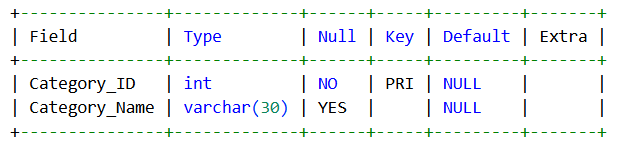 +---------------+-------------+------+-----+---------+-------+
| Field         | Type        | Null | Key | Default | Extra |
+---------------+-------------+------+-----+---------+-------+
| Category_ID   | int         | NO   | PRI | NULL    |       |
| Category_Name | varchar(30) | YES  |     | NULL    |       |
+---------------+-------------+------+-----+---------+-------+